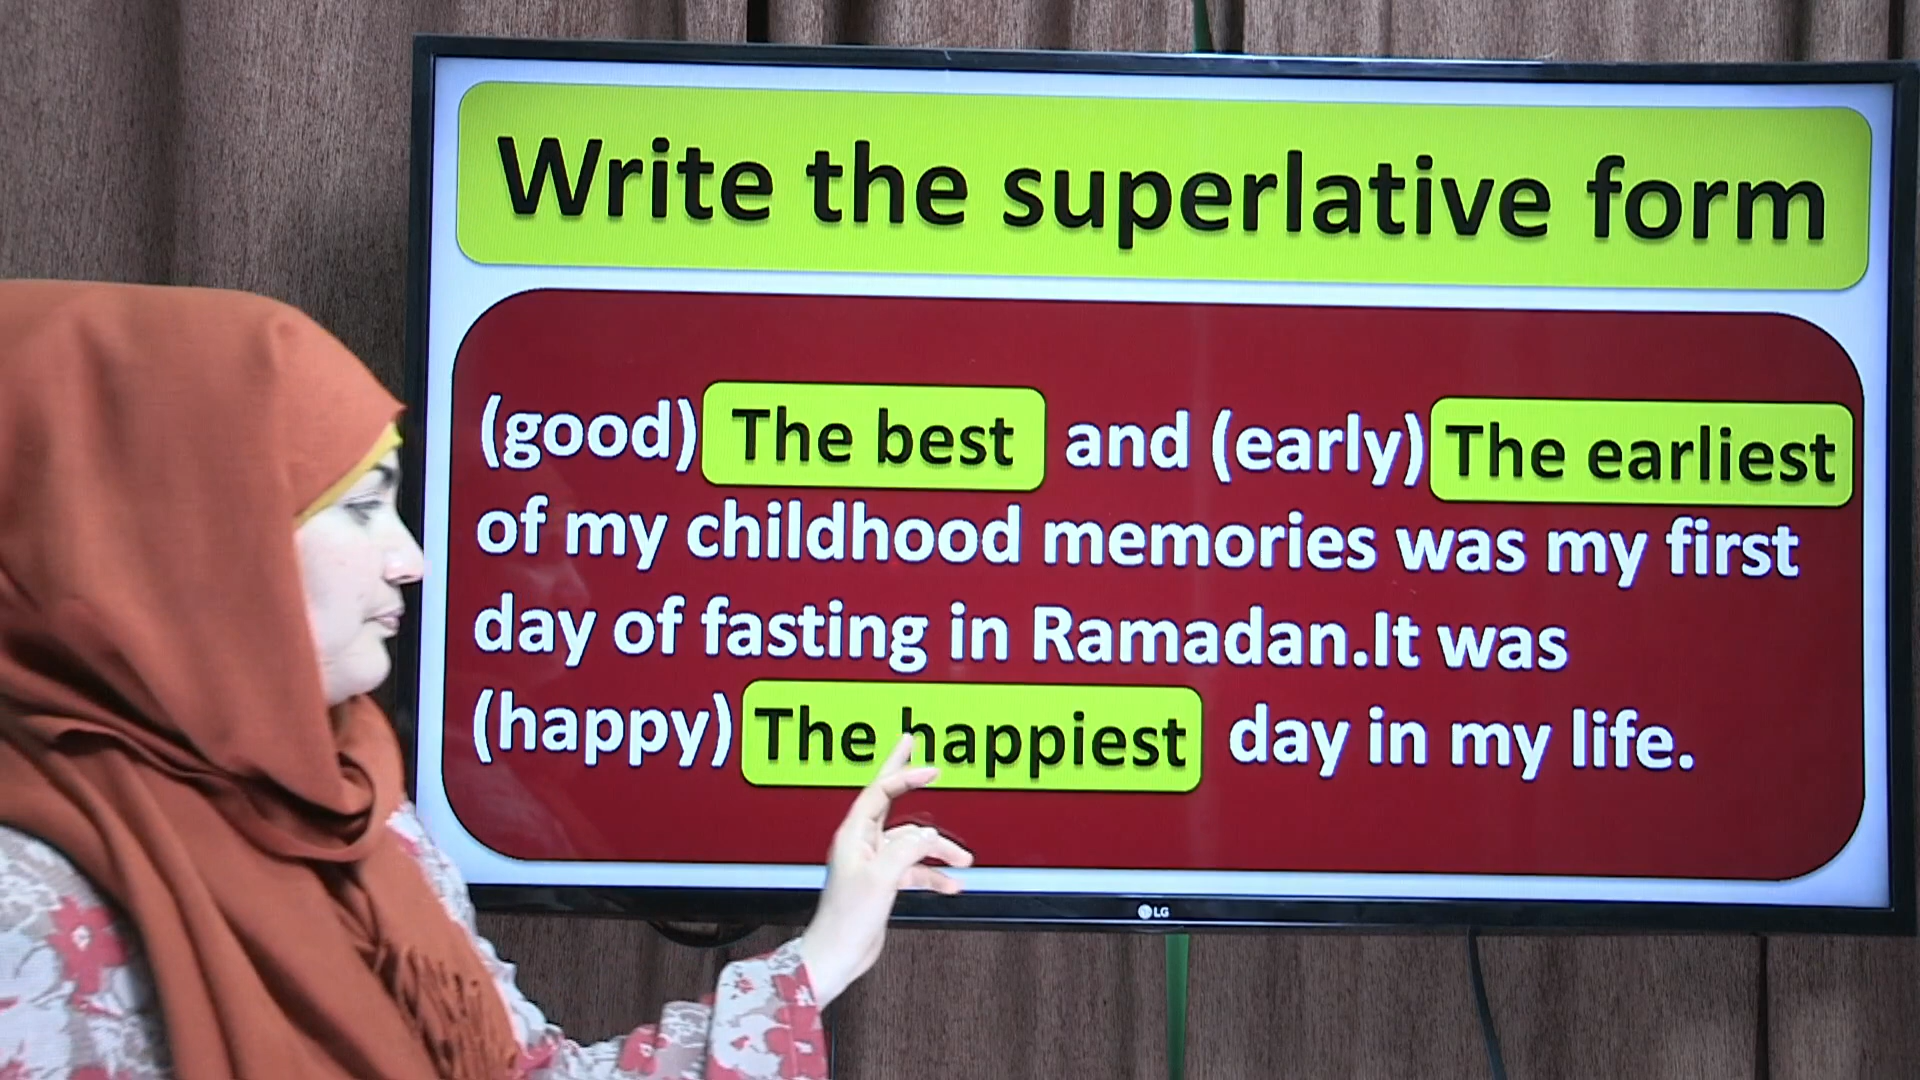 Write the superlative form
(good) The best and (early) The earliest
of my childhood memories was my first
day of fasting in Ramadan.It was
(happy) The happiest day in my life.
LG